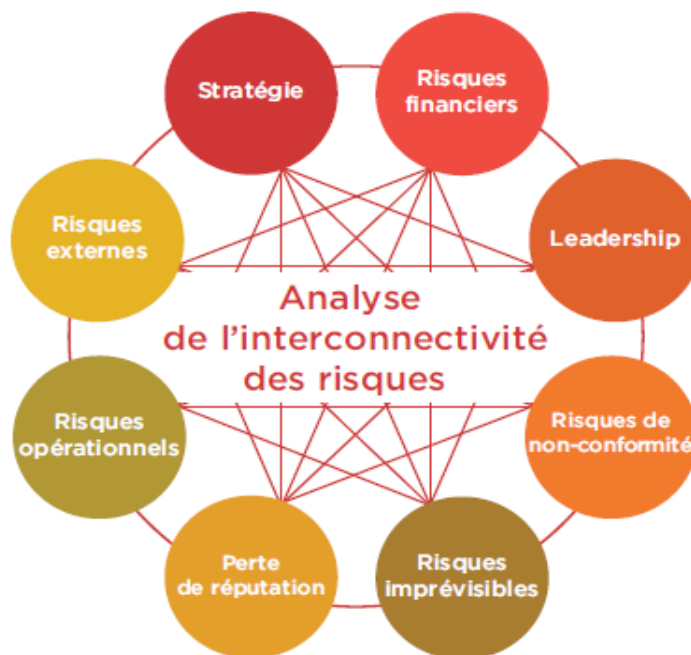 Stratégie
Risques
financiers
Risques
externes
Leadership
Analyse
de l'interconnectivité
des risques
Risques
opérationnels
Risques de
non-conformité
Perte
de réputation
Risques
imprévisibles